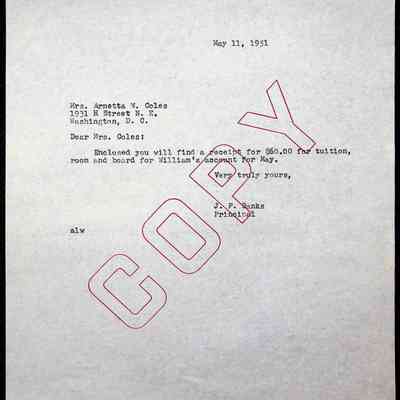 May 11, 1951
Mrs. Arnetta W. Coles
1931 H Street N. E.
Washington, D. C.
Dear Mrs. Coles:
Enclosed you will find a receipt for $60.00 for tuition,
room and board for William's account for May.
Very truly yours,
J. F. Banks
Principal
alw
COPY